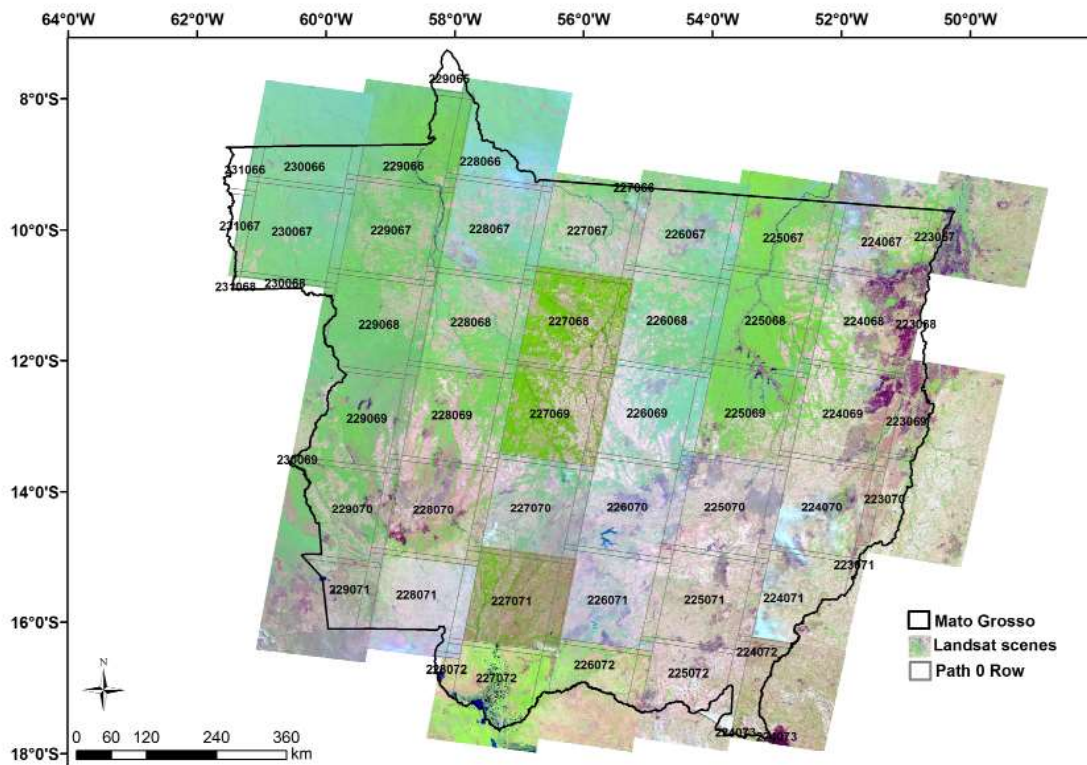 64°0'W 62°0'W 60°0'W 58°0'W 56°0'W 54°0'W 52°0'W 50°0'W
229065
8°0'S
231066 230066 229066 228066 227066
10°0'S
231067 230067 229067 228067 227067 226067 225067 224067 223067
231068 230068
229068 228068 227068 226068 225068 224068 223068
12°0'S
229069 228069 227069 226069 225069 224069 223069
230069
14°0'S
229070 228070 227070 226070 225070 224070 223070
223071
229071 228071 227071 226071 225071 224071
16°0'S
228072 227072 226072 225072 224072
224073 224073
18°0'S
Mato Grosso
Landsat scenes
Path 0 Row
N
0 60 120 240 360
km